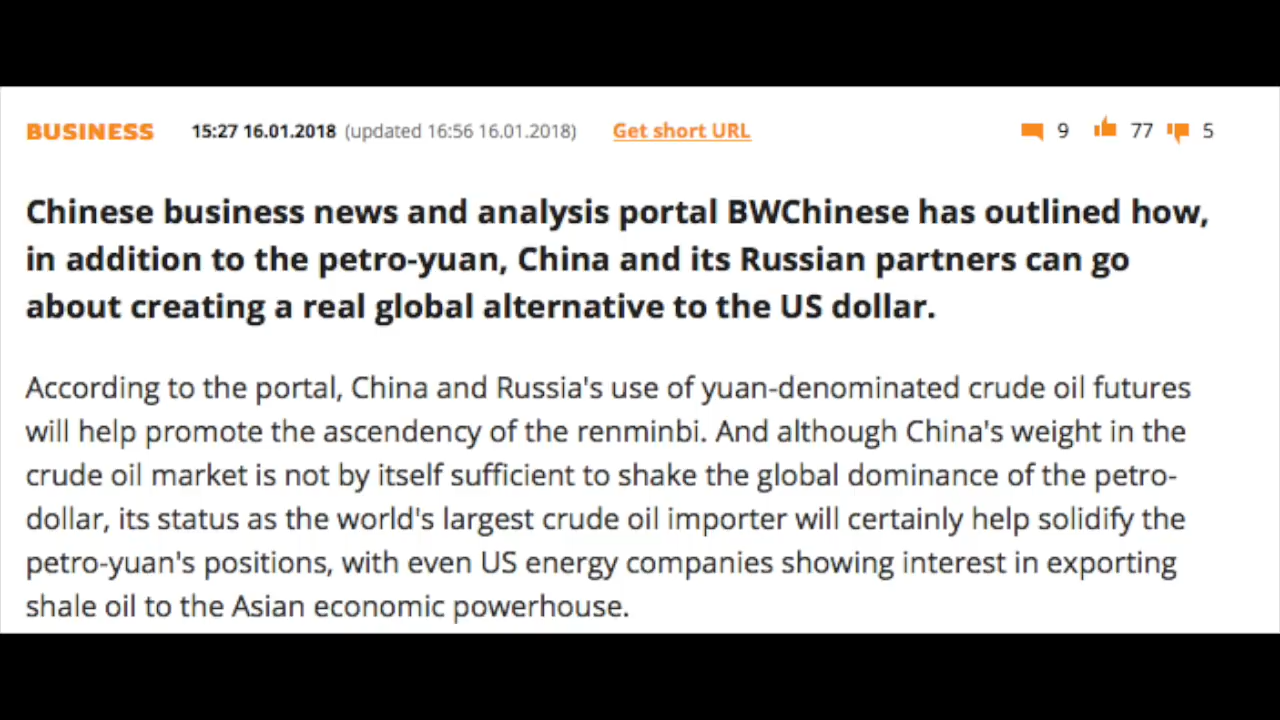 BUSINESS 15:27 16.01.2018 (updated 16:56 16.01.2018) Get short URL 9 77 5
Chinese business news and analysis portal BWChinese has outlined how,
in addition to the petro-yuan, China and its Russian partners can go
about creating a real global alternative to the US dollar.
According to the portal, China and Russia's use of yuan-denominated crude oil futures
will help promote the ascendency of the renminbi. And although China's weight in the
crude oil market is not by itself sufficient to shake the global dominance of the petro-
dollar, its status as the world's largest crude oil importer will certainly help solidify the
petro-yuan's positions, with even US energy companies showing interest in exporting
shale oil to the Asian economic powerhouse.